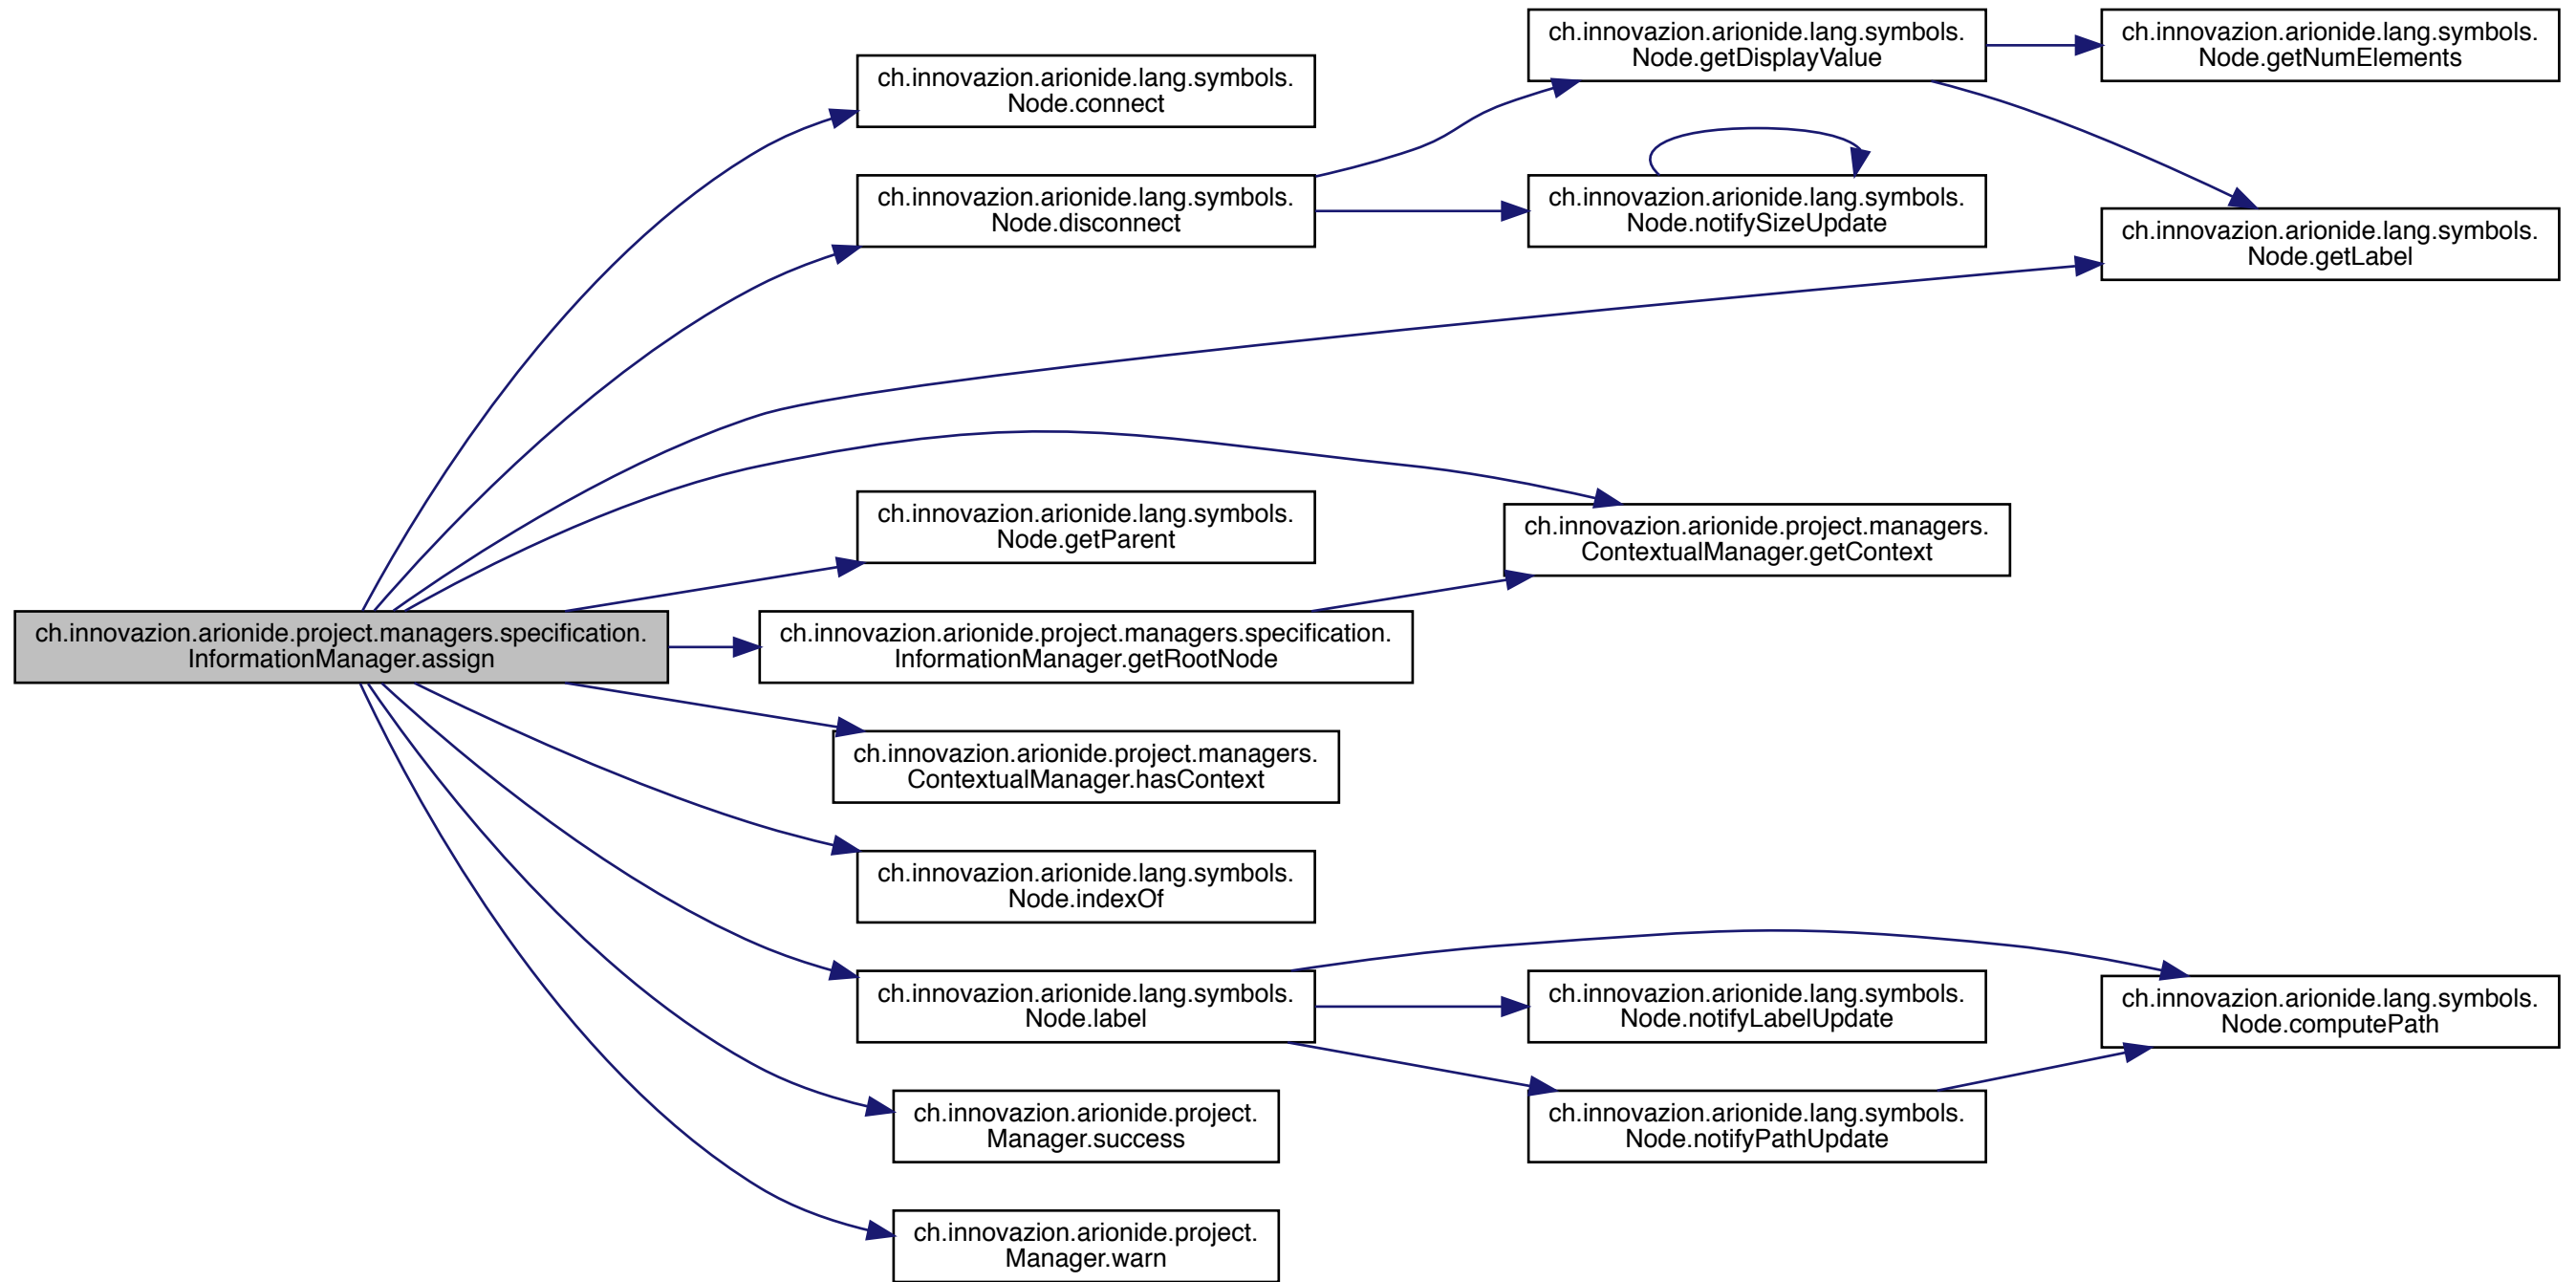 ch.innovazion.arionide.project.managers.specification.
InformationManager.assign
ch.innovazion.arionide.lang.symbols.
Node.connect
ch.innovazion.arionide.lang.symbols.
Node.disconnect
ch.innovazion.arionide.lang.symbols.
Node.getDisplayValue
ch.innovazion.arionide.lang.symbols.
Node.getNumElements
ch.innovazion.arionide.lang.symbols.
Node.notifySizeUpdate
ch.innovazion.arionide.lang.symbols.
Node.getLabel
ch.innovazion.arionide.lang.symbols.
Node.getParent
ch.innovazion.arionide.project.managers.
ContextualManager.getContext
ch.innovazion.arionide.project.managers.specification.
InformationManager.getRootNode
ch.innovazion.arionide.project.managers.
ContextualManager.hasContext
ch.innovazion.arionide.lang.symbols.
Node.indexOf
ch.innovazion.arionide.lang.symbols.
Node.label
ch.innovazion.arionide.lang.symbols.
Node.notifyLabelUpdate
ch.innovazion.arionide.lang.symbols.
Node.computePath
ch.innovazion.arionide.lang.symbols.
Node.notifyPathUpdate
ch.innovazion.arionide.project.
Manager.success
ch.innovazion.arionide.project.
Manager.warn